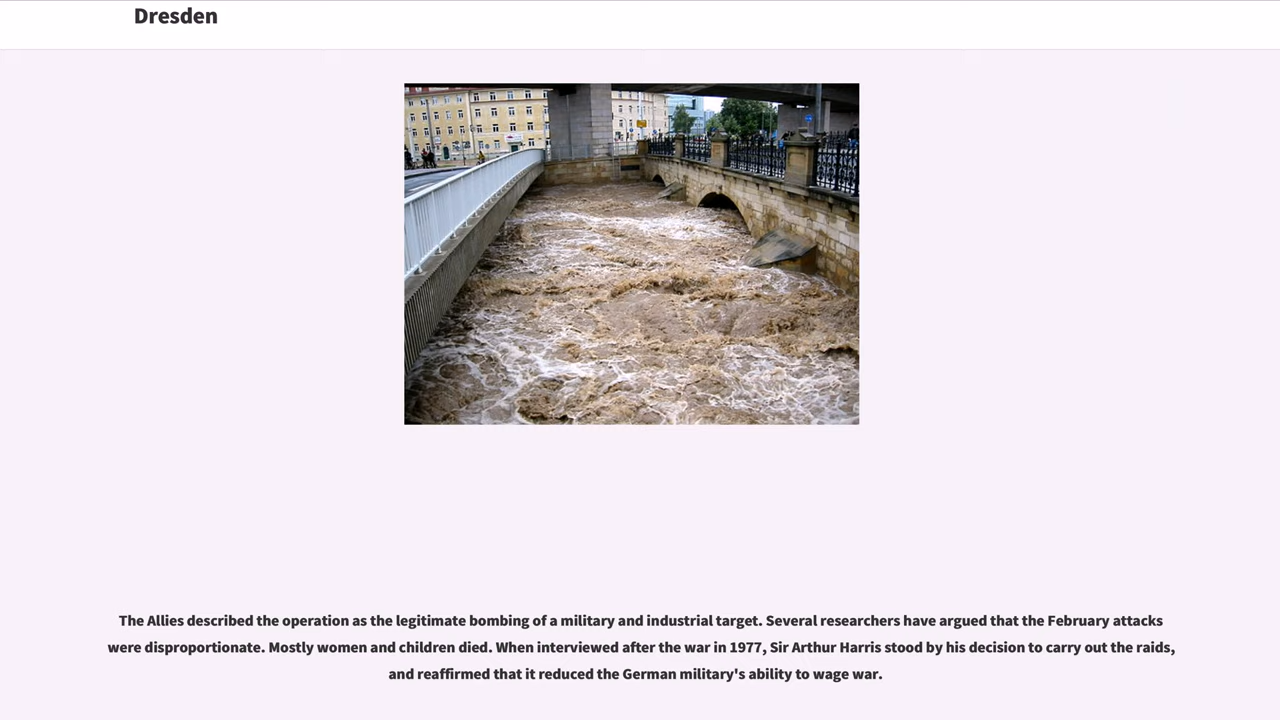 Dresden
The Allies described the operation as the legitimate bombing of a military and industrial target. Several researchers have argued that the February attacks
were disproportionate. Mostly women and children died. When interviewed after the war in 1977, Sir Arthur Harris stood by his decision to carry out the raids,
and reaffirmed that it reduced the German military's ability to wage war.